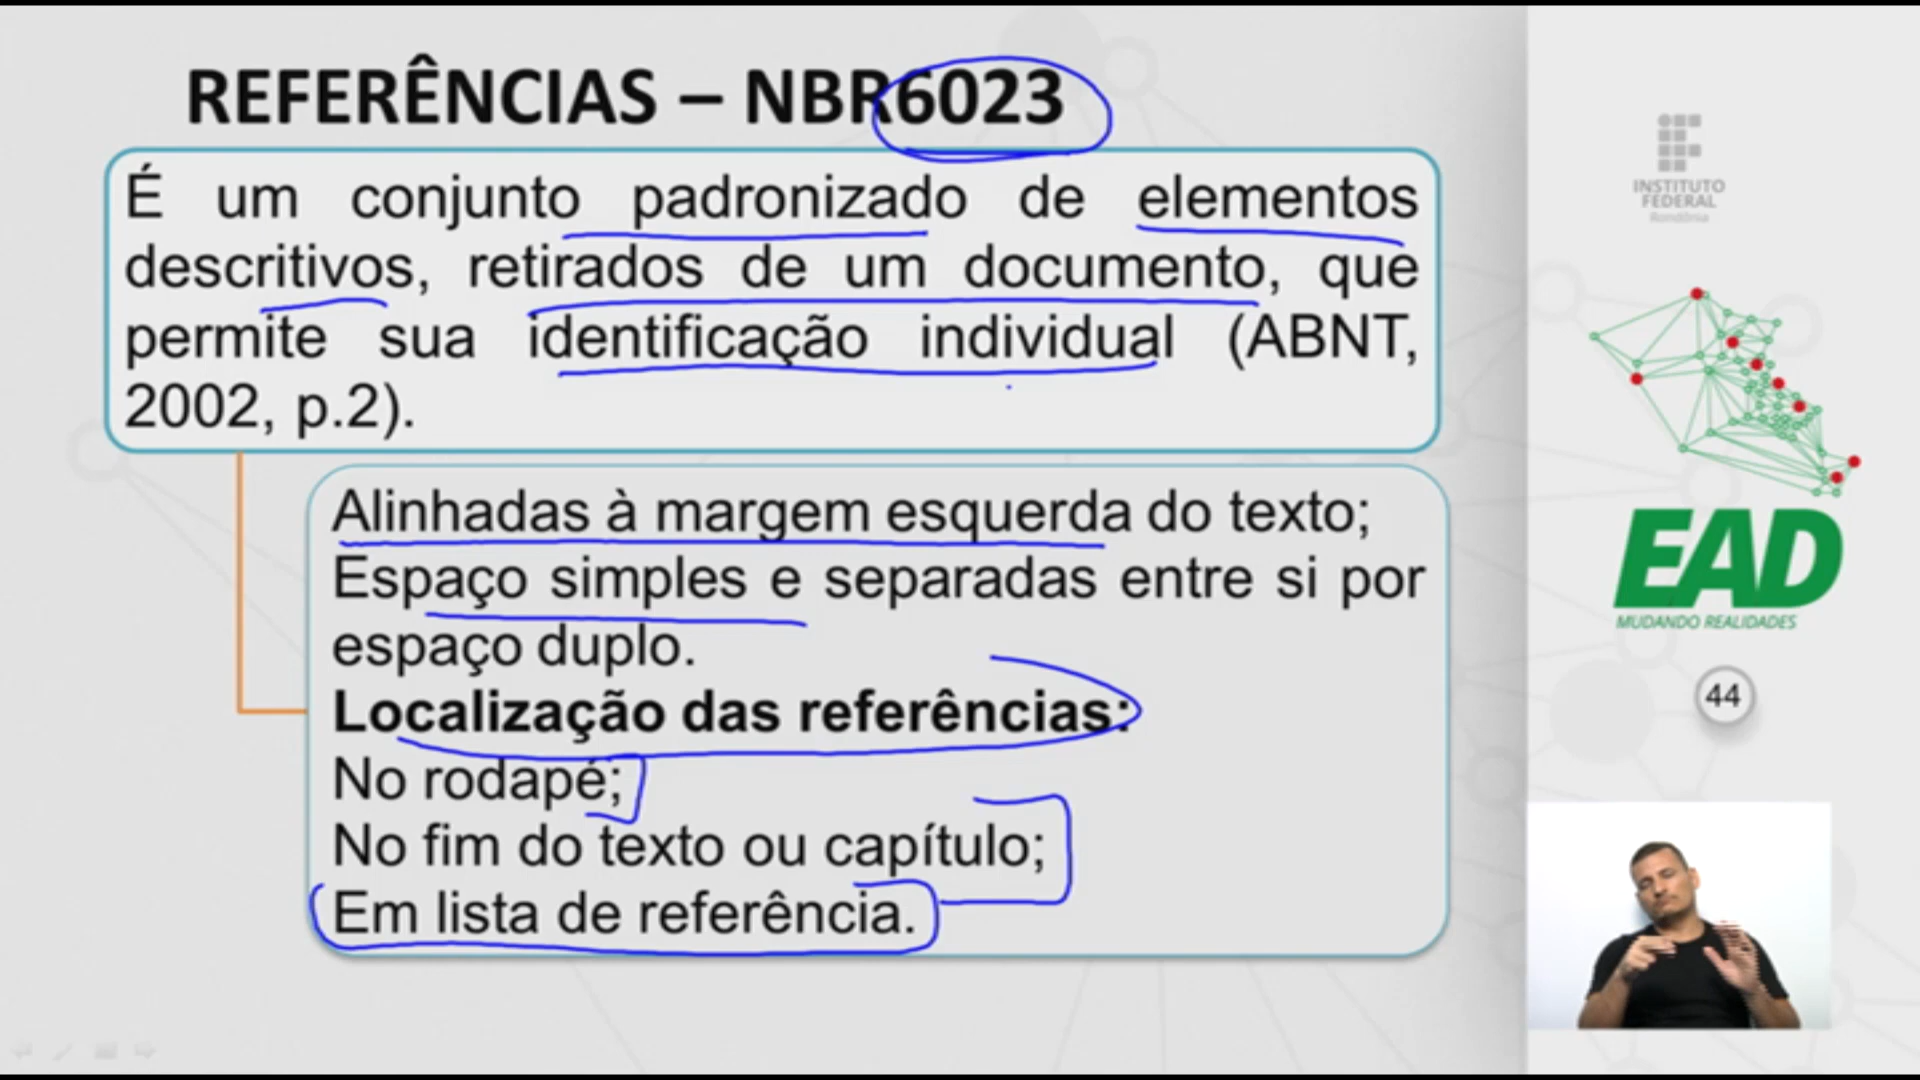 REFERÊNCIAS – NBR6023
É um conjunto padronizado de elementos
descritivos, retirados de um documento, que
permite sua identificação individual (ABNT,
2002, p.2).
Alinhadas à margem esquerda do texto;
Espaço simples e separadas entre si por
espaço duplo.
Localização das referências:
No rodapé;
No fim do texto ou capítulo;
Em lista de referência.
INSTITUTO
FEDERAL
Rondônia
EAD
MUDANDO REALIDADES
44